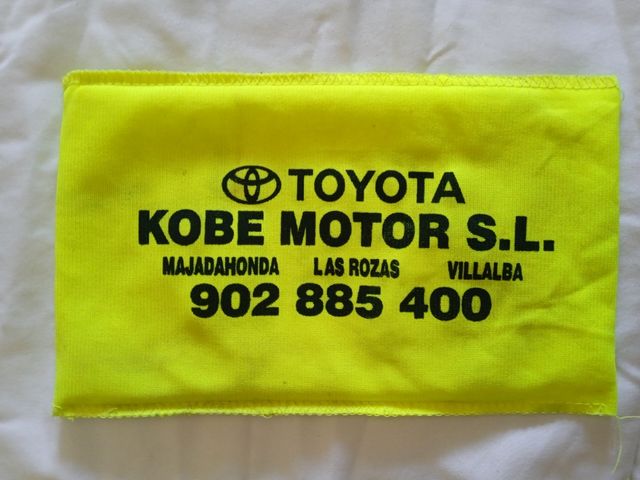 TOYOTA
KOBE MOTOR S.L.
MAJADAHONDA LAS ROZAS VILLALBA
902 885 400